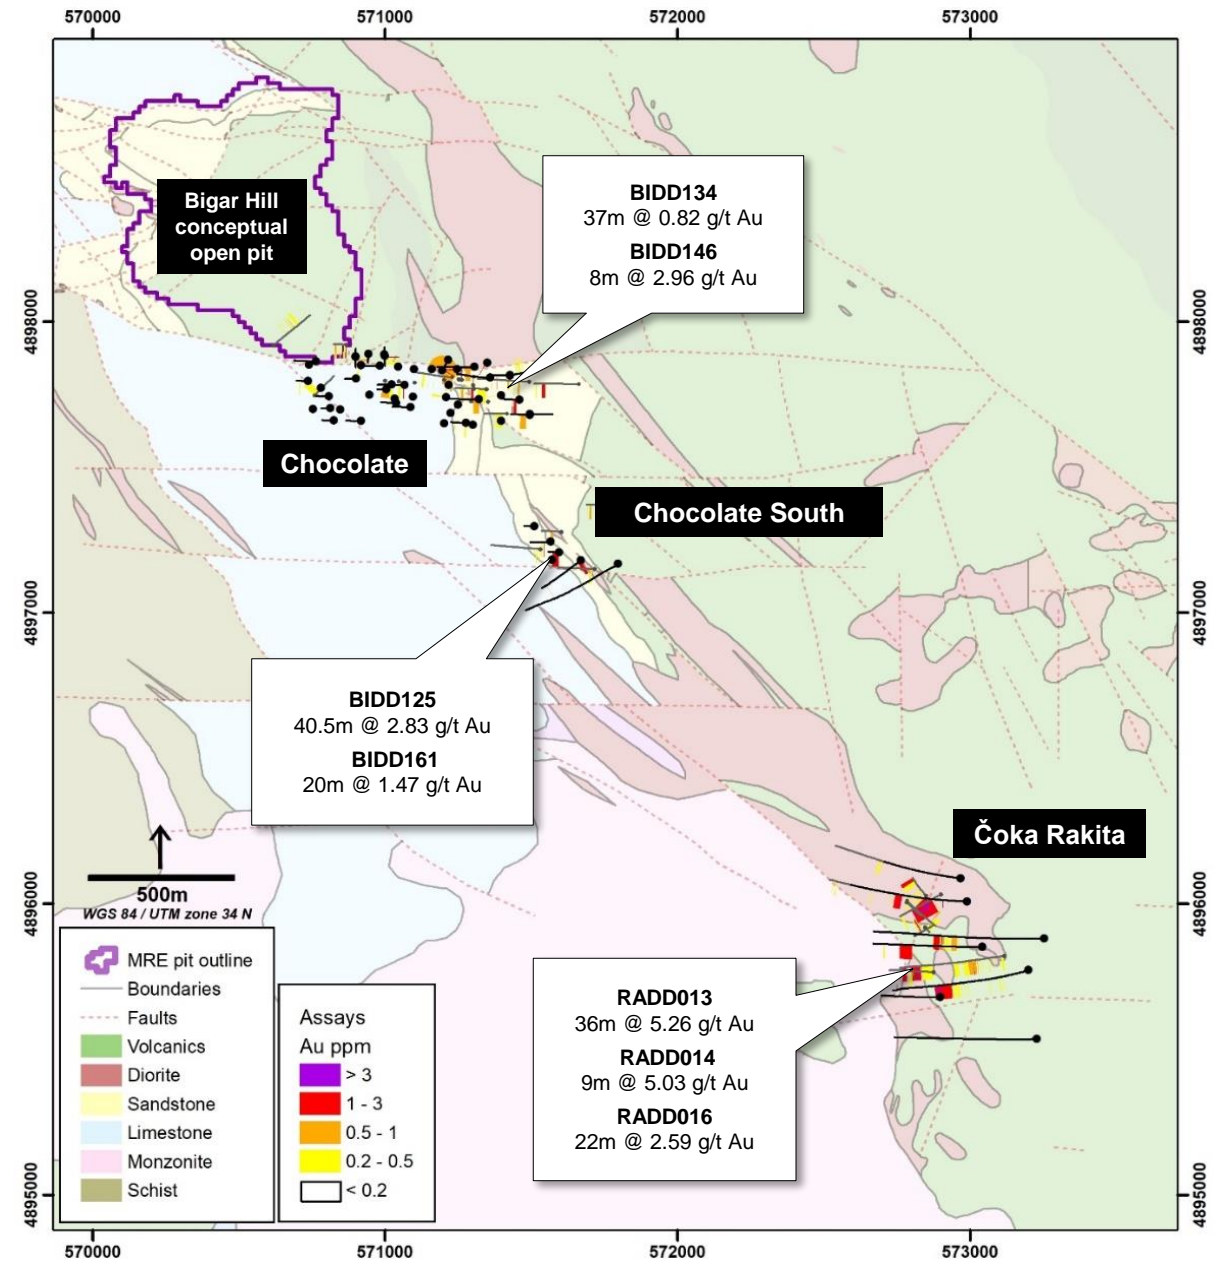 570000
571000
572000
573000
BIDD134
37m @ 0.82 g/t Au
BIDD146
8m @ 2.96 g/t Au
Bigar Hill
conceptual
open pit
4898000
4898000
Chocolate
Chocolate South
4897000
4897000
BIDD125
40.5m @ 2.83 g/t Au
BIDD161
20m @ 1.47 g/t Au
Čoka Rakita
500m
WGS 84 / UTM zone 34 N
4896000
4896000
MRE pit outline
Boundaries
Faults
Volcanics
Diorite
Sandstone
Limestone
Monzonite
Schist
Assays
Au ppm
> 3
1 - 3
0.5 - 1
0.2 - 0.5
< 0.2
RADD013
36m @ 5.26 g/t Au
RADD014
9m @ 5.03 g/t Au
RADD016
22m @ 2.59 g/t Au
4895000
4895000
570000
571000
572000
573000